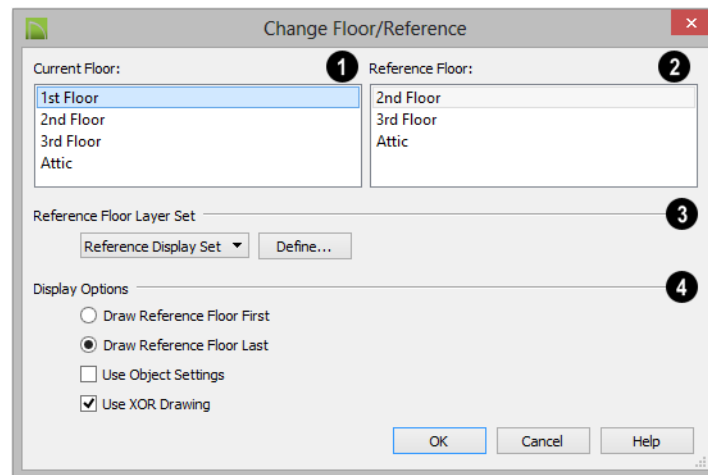 Change Floor/Reference
Current Floor:
1
1st Floor
2nd Floor
3rd Floor
Attic
Reference Floor:
2
2nd Floor
3rd Floor
Attic
Reference Floor Layer Set
3
Reference Display Set
Define...
Display Options
4
Draw Reference Floor First
Draw Reference Floor Last
Use Object Settings
Use XOR Drawing
OK
Cancel
Help